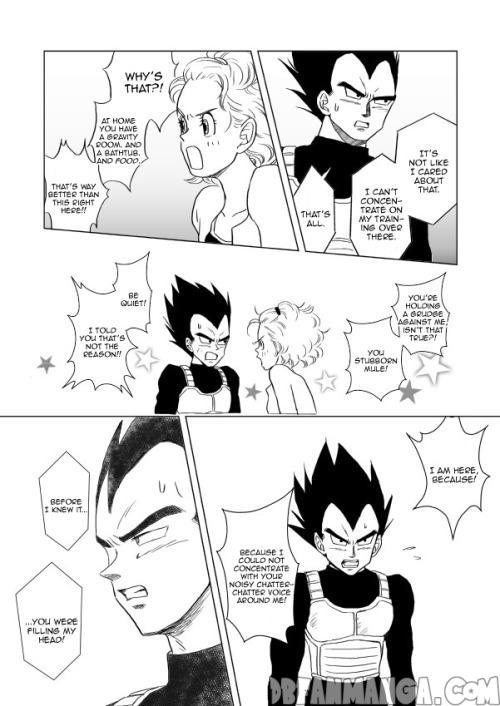 IT'S
NOT LIKE
I CARED
ABOUT
THAT.
I CAN'T
CONCEN-
TRATE ON
MY TRAIN-
ING OVER
THERE.
THAT'S
ALL.
WHY'S
THAT?!
AT HOME
YOU HAVE
A GRAVITY
ROOM, AND
A BATHTUB,
AND FOOD.
THAT'S WAY
BETTER THAN
THIS RIGHT
HERE!!
YOU'RE
HOLDING
A GRUDGE
AGAINST ME,
ISN'T THAT
TRUE?!
YOU
STUBBORN
MULE!
BE
QUIET!
I TOLD
YOU THAT'S
NOT THE
REASON!!
I AM HERE,
BECAUSE!
BECAUSE I
COULD NOT
CONCENTRATE
WITH YOUR
NOISY CHATTER-
CHATTER VOICE
AROUND ME!
BEFORE
I KNEW IT...
...YOU WERE
FILLING MY
HEAD!
DBFANMANGA.COM